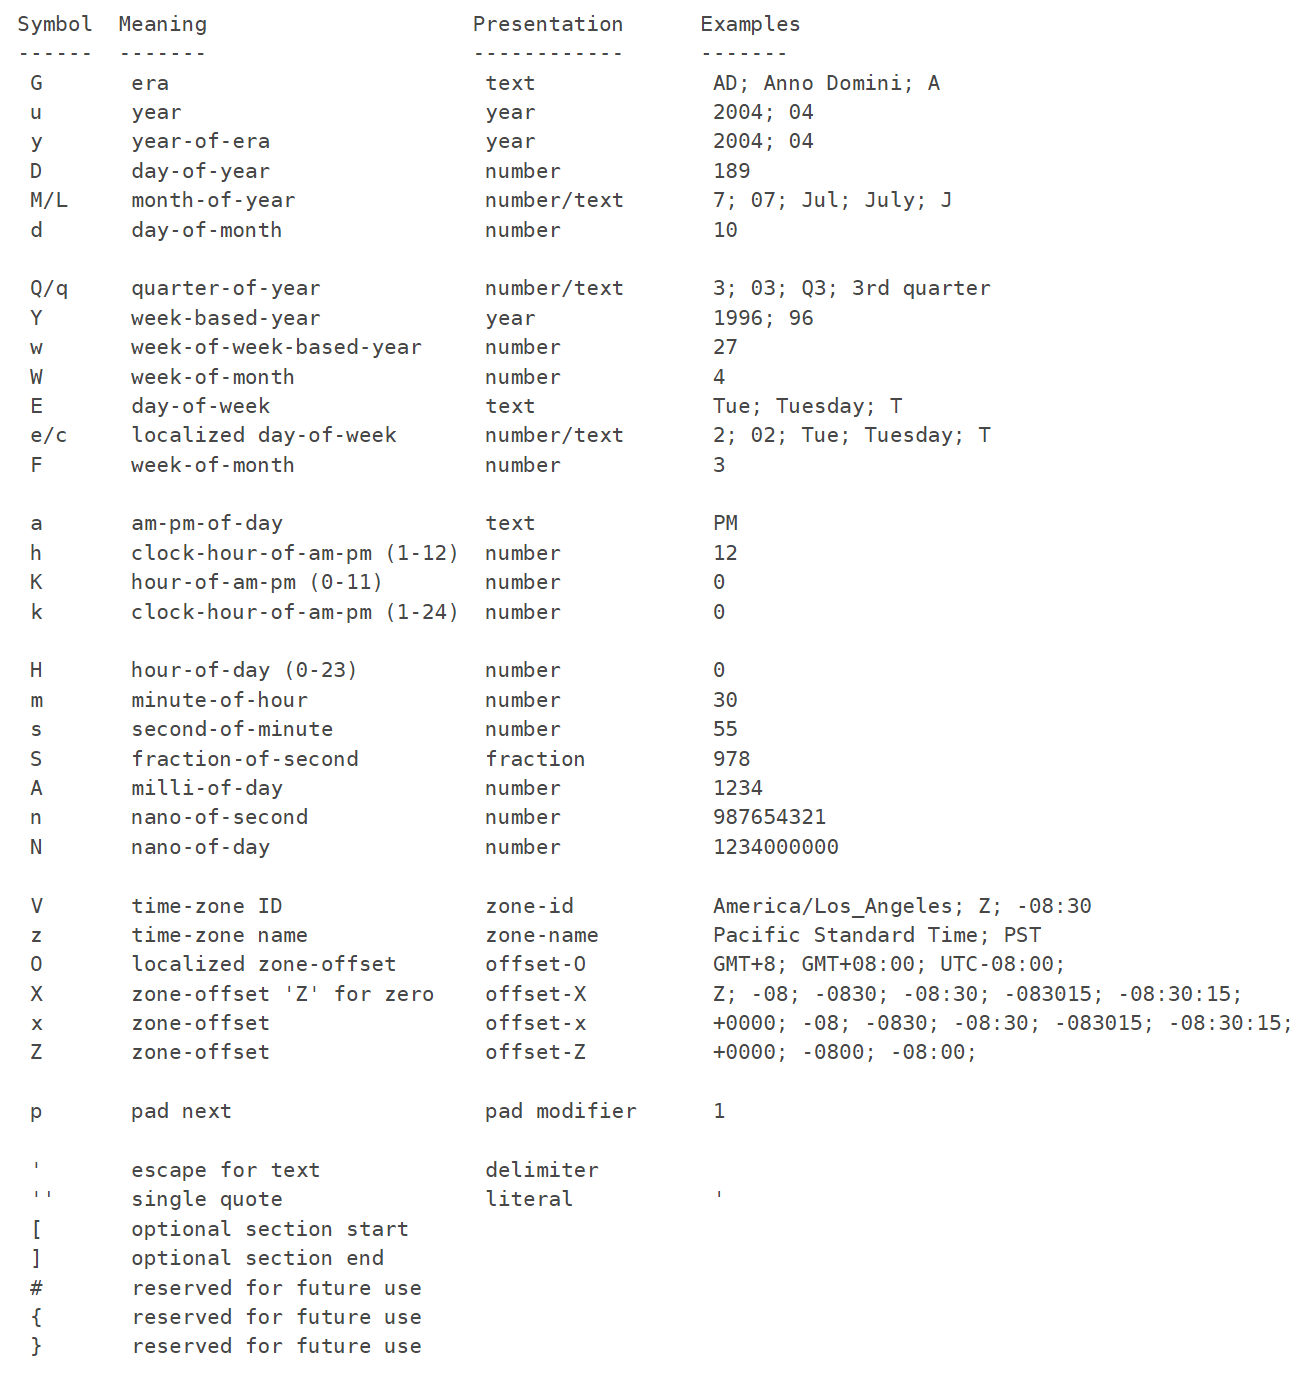 Symbol  Meaning                     Presentation      Examples
------  -------                     ------------      -------
 G       era                         text              AD; Anno Domini; A
 u       year                        year              2004; 04
 y       year-of-era                 year              2004; 04
 D       day-of-year                 number            189
 M/L     month-of-year               number/text       7; 07; Jul; July; J
 d       day-of-month                number            10

 Q/q     quarter-of-year             number/text       3; 03; Q3; 3rd quarter
 Y       week-based-year             year              1996; 96
 w       week-of-week-based-year     number            27
 W       week-of-month               number            4
 E       day-of-week                 text              Tue; Tuesday; T
 e/c     localized day-of-week       number/text       2; 02; Tue; Tuesday; T
 F       week-of-month               number            3

 a       am-pm-of-day                text              PM
 h       clock-hour-of-am-pm (1-12)  number            12
 K       hour-of-am-pm (0-11)        number            0
 k       clock-hour-of-am-pm (1-24)  number            0

 H       hour-of-day (0-23)          number            0
 m       minute-of-hour              number            30
 s       second-of-minute            number            55
 S       fraction-of-second          fraction          978
 A       milli-of-day                number            1234
 n       nano-of-second              number            987654321
 N       nano-of-day                 number            1234000000

 V       time-zone ID                zone-id           America/Los_Angeles; Z; -08:30
 z       time-zone name              zone-name         Pacific Standard Time; PST
 O       localized zone-offset       offset-O          GMT+8; GMT+08:00; UTC-08:00;
 X       zone-offset 'Z' for zero    offset-X          Z; -08; -0830; -08:30; -083015; -08:30:15;
 x       zone-offset                 offset-x          +0000; -08; -0830; -08:30; -083015; -08:30:15;
 Z       zone-offset                 offset-Z          +0000; -0800; -08:00;

 p       pad next                    pad modifier      1

 '       escape for text             delimiter
 ''      single quote                literal           '
 [       optional section start
 ]       optional section end
 #       reserved for future use
 {       reserved for future use
 }       reserved for future use